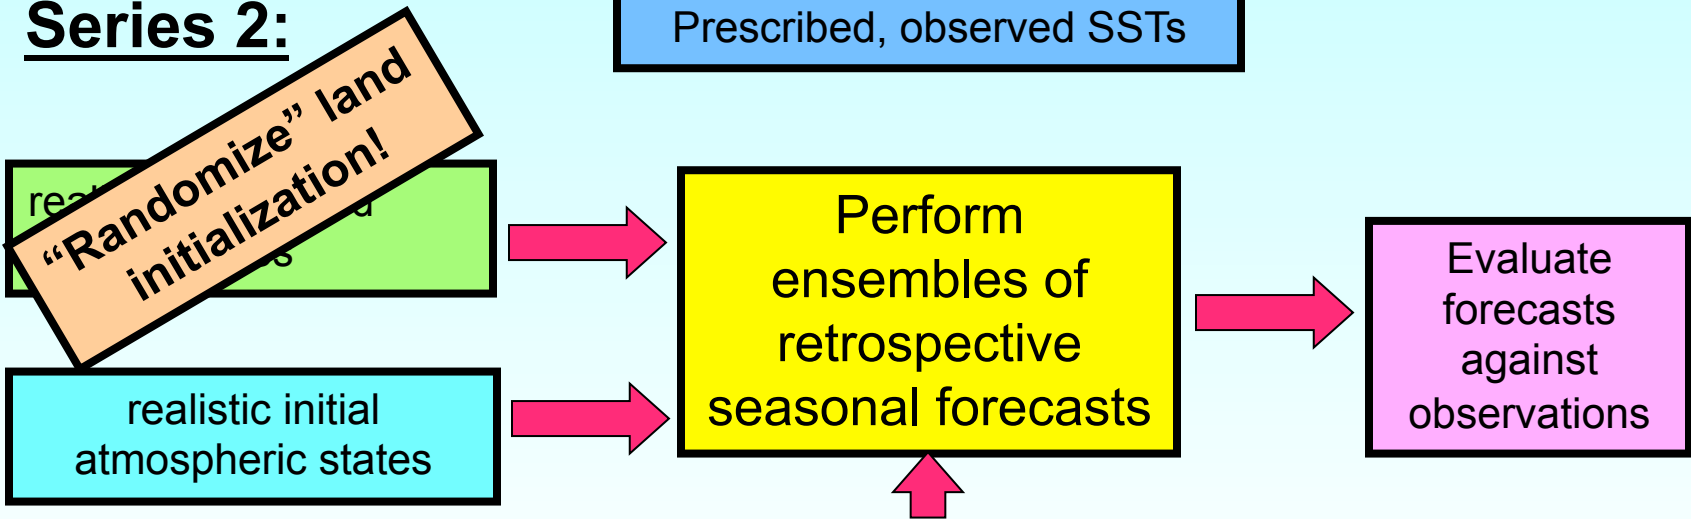 Series 2:
Prescribed, observed SSTs
“Randomize” land
initialization!
Perform
ensembles of
retrospective
seasonal forecasts
Evaluate
forecasts
against
observations
realistic initial
atmospheric states